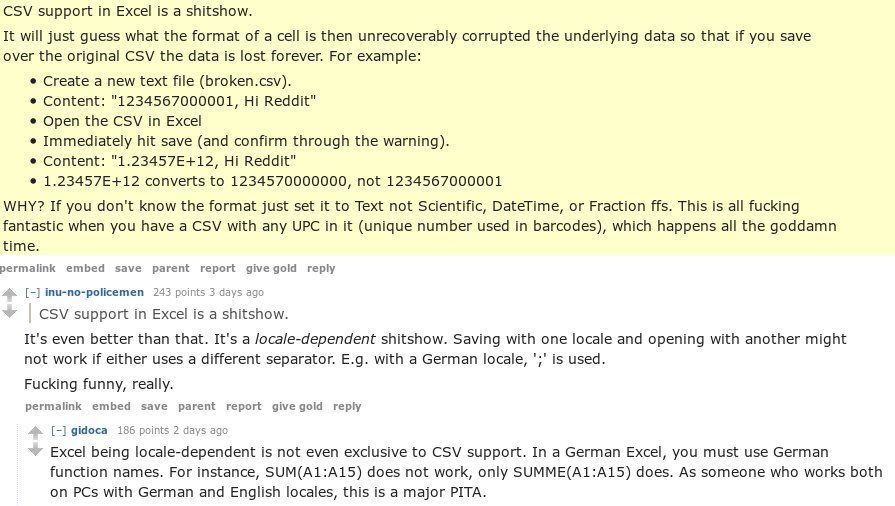 CSV support in Excel is a shitshow.
It will just guess what the format of a cell is then unrecoverably corrupted the underlying data so that if you save
over the original CSV the data is lost forever. For example:
• Create a new text file (broken.csv).
• Content: "1234567000001, Hi Reddit"
• Open the CSV in Excel
• Immediately hit save (and confirm through the warning).
• Content: "1.23457E+12, Hi Reddit"
• 1.23457E+12 converts to 1234570000000, not 1234567000001
WHY? If you don't know the format just set it to Text not Scientific, DateTime, or Fraction ffs. This is all fucking
fantastic when you have a CSV with any UPC in it (unique number used in barcodes), which happens all the goddamn
time.
permalink embed save parent report give gold reply
[–] inu-no-policemen 243 points 3 days ago
CSV support in Excel is a shitshow.
It's even better than that. It's a locale-dependent shitshow. Saving with one locale and opening with another might
not work if either uses a different separator. E.g. with a German locale, ';' is used.
Fucking funny, really.
permalink embed save parent report give gold reply
[–] gidoca 186 points 2 days ago
Excel being locale-dependent is not even exclusive to CSV support. In a German Excel, you must use German
function names. For instance, SUM(A1:A15) does not work, only SUMME(A1:A15) does. As someone who works both
on PCs with German and English locales, this is a major PITA.